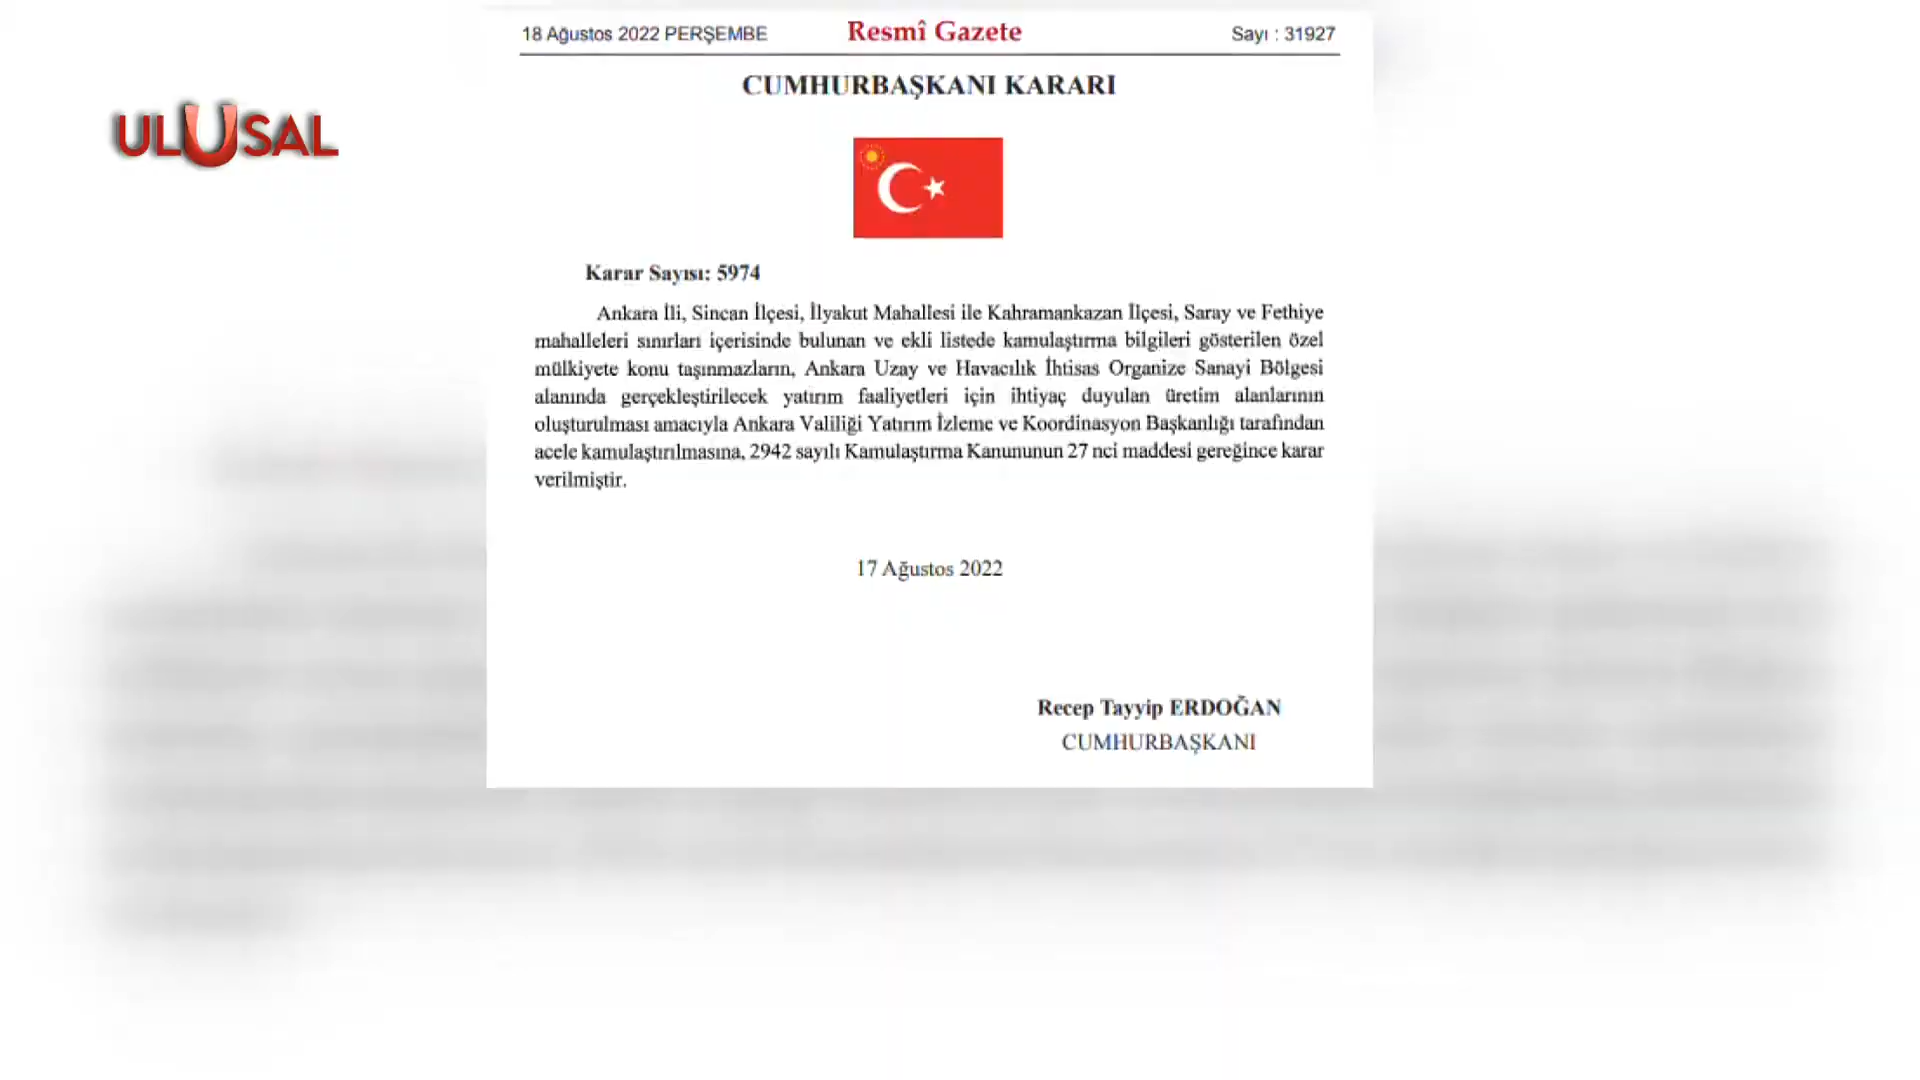 18 Ağustos 2022 PERŞEMBE Resmî Gazete Sayı : 31927
CUMHURBAŞKANI KARARI
ULUSAL
Karar Sayısı: 5974
Ankara İli, Sincan İlçesi, İlyakut Mahallesi ile Kahramankazan İlçesi, Saray ve Fethiye
mahalleleri sınırları içerisinde bulunan ve ekli listede kamulaştırma bilgileri gösterilen özel
mülkiyete konu taşınmazların, Ankara Uzay ve Havacılık İhtisas Organize Sanayi Bölgesi
alanında gerçekleştirilecek yatırım faaliyetleri için ihtiyaç duyulan üretim alanlarının
oluşturulması amacıyla Ankara Valiliği Yatırım İzleme ve Koordinasyon Başkanlığı tarafından
acele kamulaştırılmasına, 2942 sayılı Kamulaştırma Kanununun 27 nci maddesi gereğince karar
verilmiştir.
17 Ağustos 2022
Recep Tayyip ERDOĞAN
CUMHURBAŞKANI